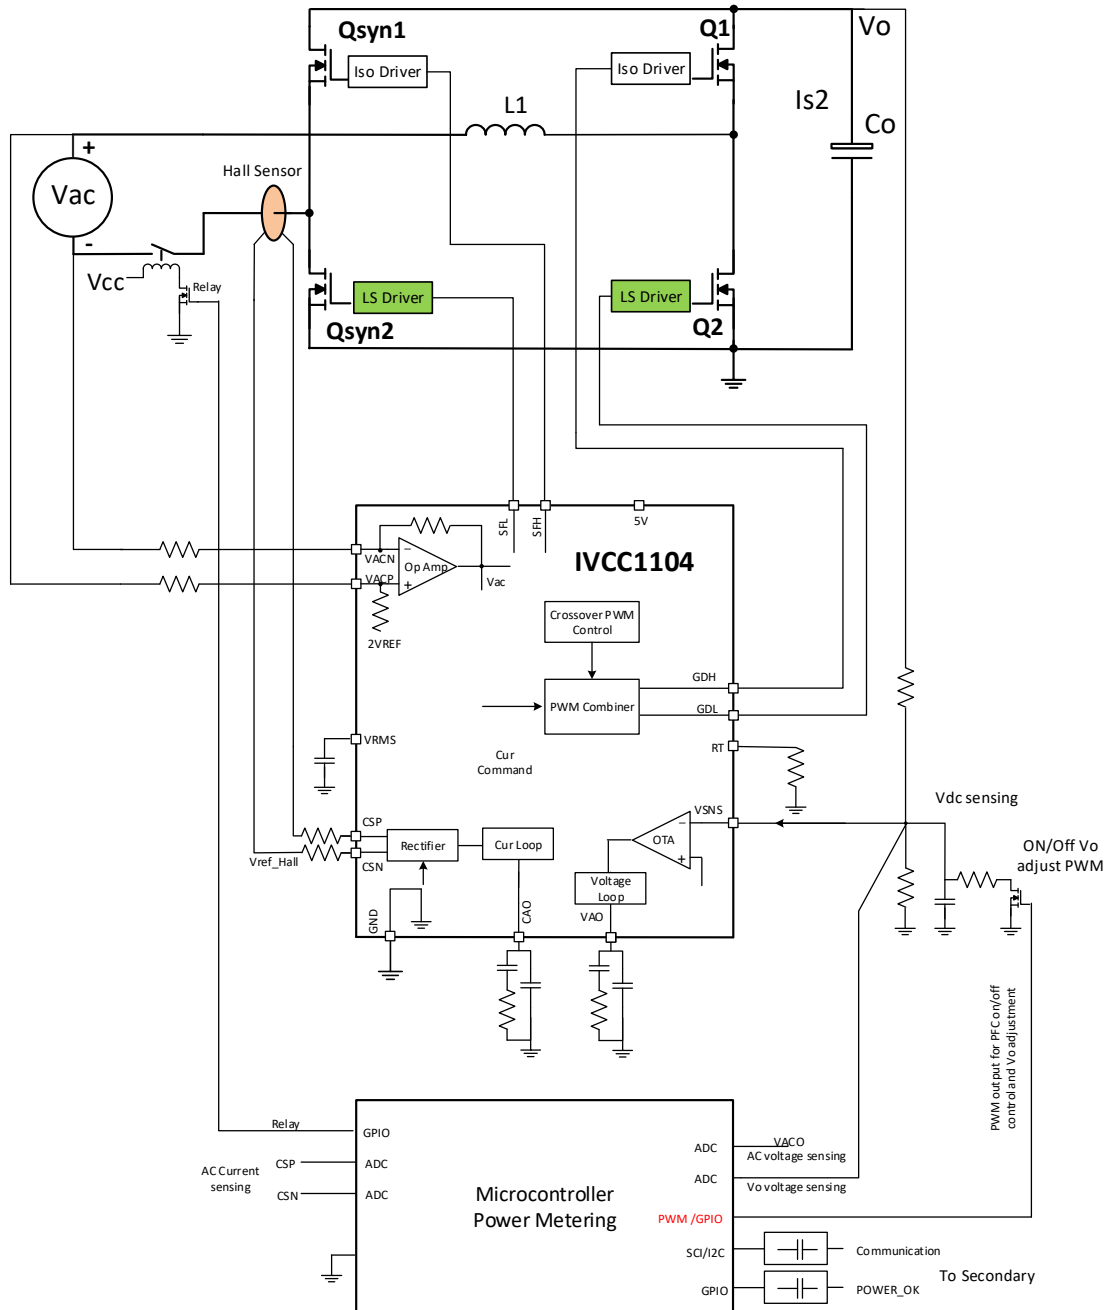 Qsyn1
Q1
Vo
Iso Driver
Iso Driver
L1
Is2
Co
+
Hall Sensor
Vac
-
Vcc
Relay
LS Driver
LS Driver
Qsyn2
Q2
SFL
SFH
5V
IVCC1104
VACN
Op Amp
VACP
Vac
2VREF
Crossover PWM
Control
PWM Combiner
GDH
GDL
RT
VRMS
Cur
Command
Vdc sensing
VSNS
CSP
Rectifier
Cur Loop
OTA
ON/Off Vo
adjust PWM
Vref_Hall
CSN
Voltage
Loop
GND
CAO
VAO
PWM output for PFC on/off
control and Vo adjustment
Relay
GPIO
VACO
ADC
AC voltage sensing
AC Current
sensing
CSP
ADC
ADC
Vo voltage sensing
CSN
ADC
Microcontroller
Power Metering
PWM /GPIO
SCI/I2C
Communication
To Secondary
GPIO
POWER_OK